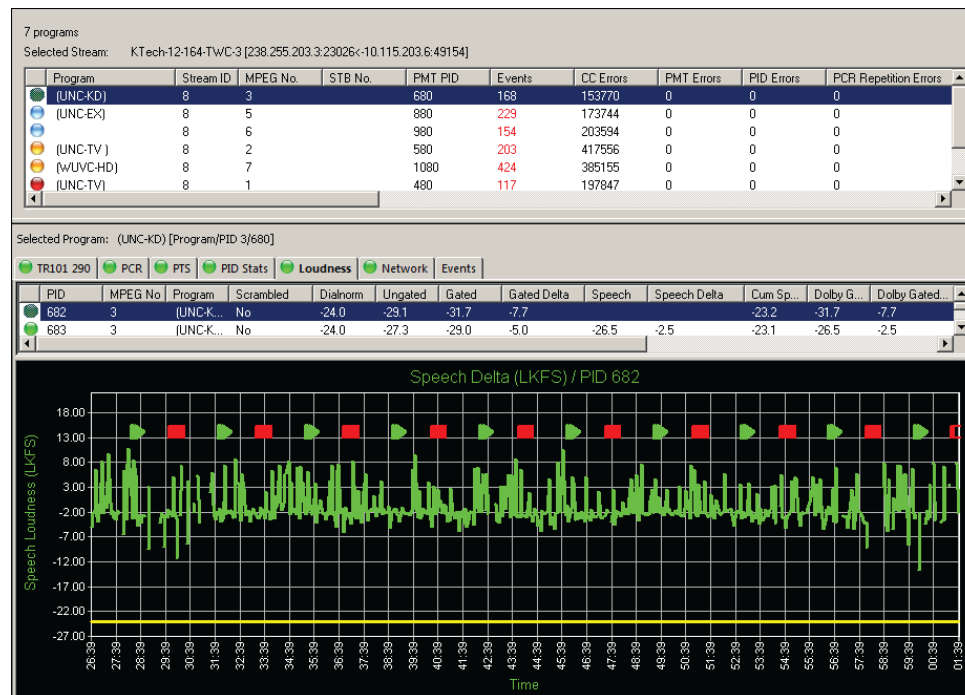 7 programs
Selected Stream: KTech-12-164-TWC-3 [238.255.203.3:23026<-10.115.203.6:49154]
Program Stream ID MPEG No. STB No. PMT PID Events CC Errors PMT Errors PID Errors PCR Repetition Errors
(UNC-KD) 8 3 680 168 153770 0 0 0
(UNC-EX) 8 5 880 229 173744 0 0 0
8 6 980 154 203594 0 0 0
(UNC-TV ) 8 2 580 203 417556 0 0 0
(WUVC-HD) 8 7 1080 424 385155 0 0 0
(UNC-TV) 8 1 480 117 197847 0 0 0
Selected Program: (UNC-KD) [Program/PID 3/680]
TR101 290 PCR PTS PID Stats Loudness Network Events
PID MPEG No Program Scrambled Dialnorm Ungated Gated Gated Delta Speech Speech Delta Cum Sp... Dolby G... Dolby Gated...
682 3 (UNC-K... No -24.0 -29.1 -31.7 -7.7 -23.2 -31.7 -7.7
683 3 (UNC-K... No -24.0 -27.3 -29.0 -5.0 -26.5 -2.5 -23.1 -26.5 -2.5
Speech Delta (LKFS) / PID 682
Speech Loudness (LKFS)
18.00
13.00
8.00
3.00
-2.00
-7.00
-12.00
-17.00
-22.00
-27.00
26:39 27:39 28:39 29:39 30:39 31:39 32:39 33:39 34:39 35:39 36:39 37:39 38:39 39:39 40:39 41:39 42:39 43:39 44:39 45:39 46:39 47:39 48:39 49:39 50:39 51:39 52:39 53:39 54:39 55:39 56:39 57:39 58:39 59:39 00:39 01:39
Time